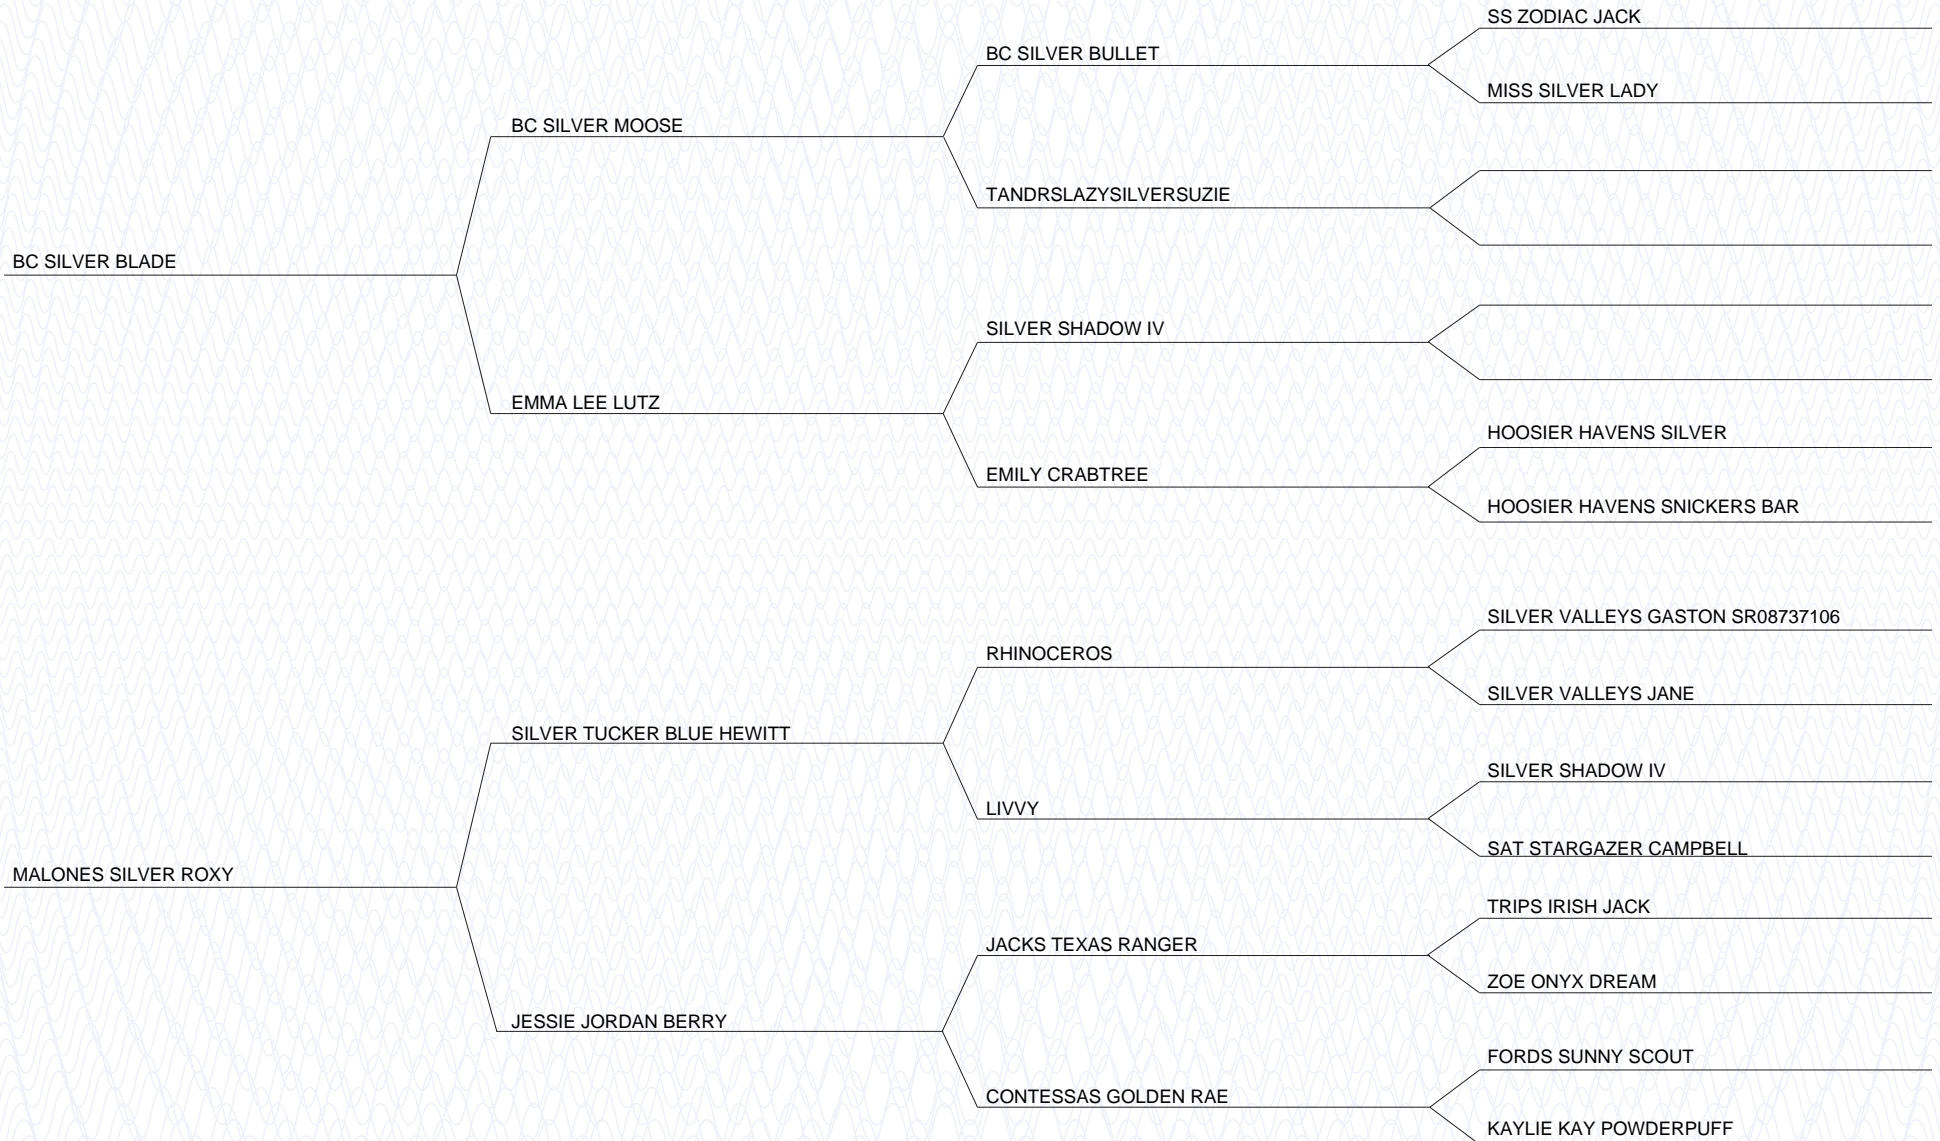 SS ZODIAC JACK
BC SILVER BULLET
MISS SILVER LADY
BC SILVER MOOSE
TANDRSLAZYSILVERSUZIE
BC SILVER BLADE
SILVER SHADOW IV
EMMA LEE LUTZ
HOOSIER HAVENS SILVER
EMILY CRABTREE
HOOSIER HAVENS SNICKERS BAR
SILVER VALLEYS GASTON SR08737106
RHINOCEROS
SILVER VALLEYS JANE
SILVER TUCKER BLUE HEWITT
SILVER SHADOW IV
LIVVY
SAT STARGAZER CAMPBELL
MALONES SILVER ROXY
TRIPS IRISH JACK
JACKS TEXAS RANGER
ZOE ONYX DREAM
JESSIE JORDAN BERRY
FORDS SUNNY SCOUT
CONTESSAS GOLDEN RAE
KAYLIE KAY POWDERPUFF